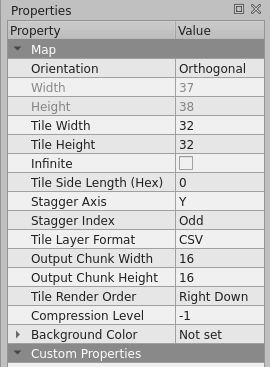 Properties
Property Value
Map
Orientation Orthogonal
Width 37
Height 38
Tile Width 32
Tile Height 32
Infinite
Tile Side Length (Hex) 0
Stagger Axis Y
Stagger Index Odd
Tile Layer Format CSV
Output Chunk Width 16
Output Chunk Height 16
Tile Render Order Right Down
Compression Level -1
Background Color Not set
Custom Properties